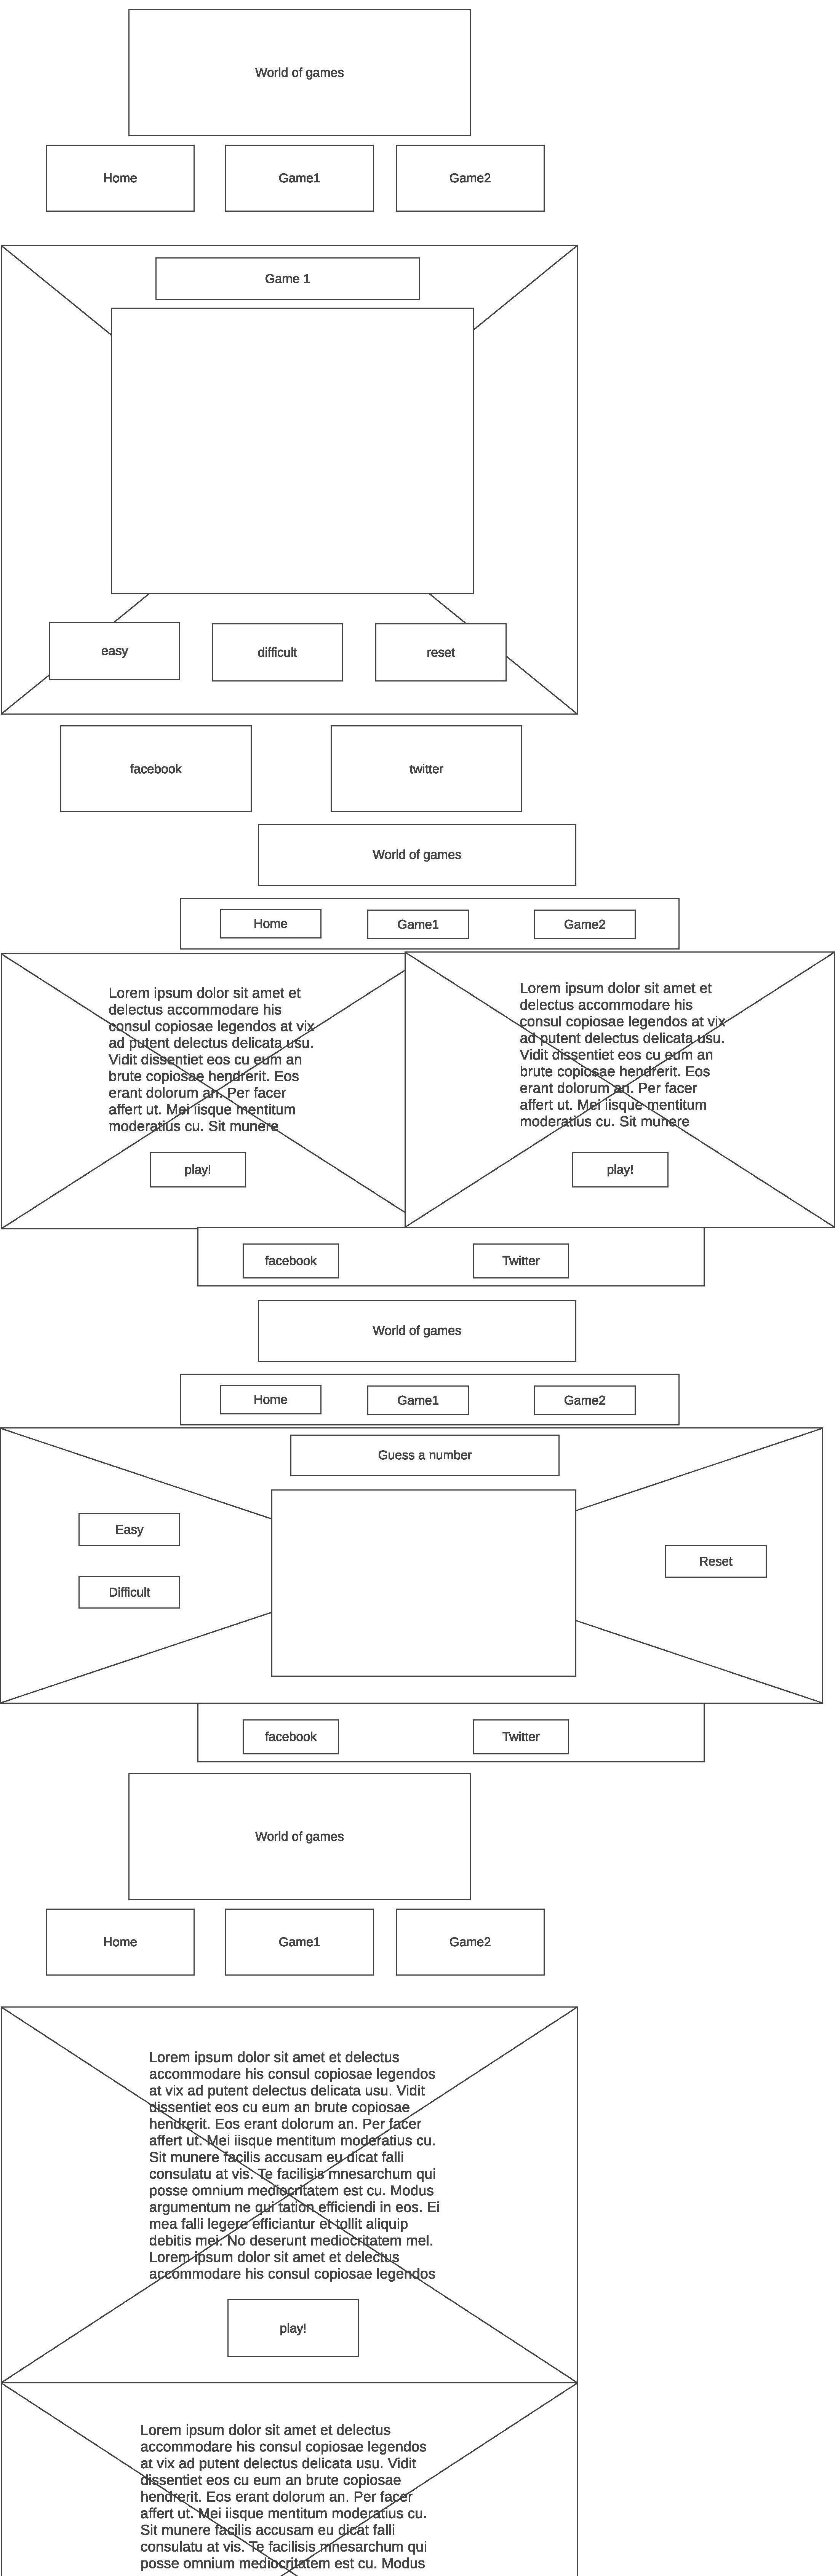 World of games
Home
Game1
Game2
Game 1
easy
difficult
reset
facebook
twitter
World of games
Home
Game1
Game2
Lorem ipsum dolor sit amet et
delectus accommodare his
consul copiosae legendos at vix
ad putent delectus delicata usu.
Vidit dissentiet eos cu eum an
brute copiosae hendrerit. Eos
erant dolorum an. Per facer
affert ut. Mei iisque mentitum
moderatius cu. Sit munere
play!
Lorem ipsum dolor sit amet et
delectus accommodare his
consul copiosae legendos at vix
ad putent delectus delicata usu.
Vidit dissentiet eos cu eum an
brute copiosae hendrerit. Eos
erant dolorum an. Per facer
affert ut. Mei iisque mentitum
moderatius cu. Sit munere
play!
facebook
Twitter
World of games
Home
Game1
Game2
Guess a number
Easy
Difficult
Reset
facebook
Twitter
World of games
Home
Game1
Game2
Lorem ipsum dolor sit amet et delectus
accommodare his consul copiosae legendos
at vix ad putent delectus delicata usu. Vidit
dissentiet eos cu eum an brute copiosae
hendrerit. Eos erant dolorum an. Per facer
affert ut. Mei iisque mentitum moderatius cu.
Sit munere facilis accusam eu dicat falli
consulatu at vis. Te facilisis mnesarchum qui
posse omnium mediocritatem est cu. Modus
argumentum ne qui tation efficiendi in eos. Ei
mea falli legere efficiantur et tollit aliquip
debitis mei. No deserunt mediocritatem mel.
Lorem ipsum dolor sit amet et delectus
accommodare his consul copiosae legendos
play!
Lorem ipsum dolor sit amet et delectus
accommodare his consul copiosae legendos
at vix ad putent delectus delicata usu. Vidit
dissentiet eos cu eum an brute copiosae
hendrerit. Eos erant dolorum an. Per facer
affert ut. Mei iisque mentitum moderatius cu.
Sit munere facilis accusam eu dicat falli
consulatu at vis. Te facilisis mnesarchum qui
posse omnium mediocritatem est cu. Modus